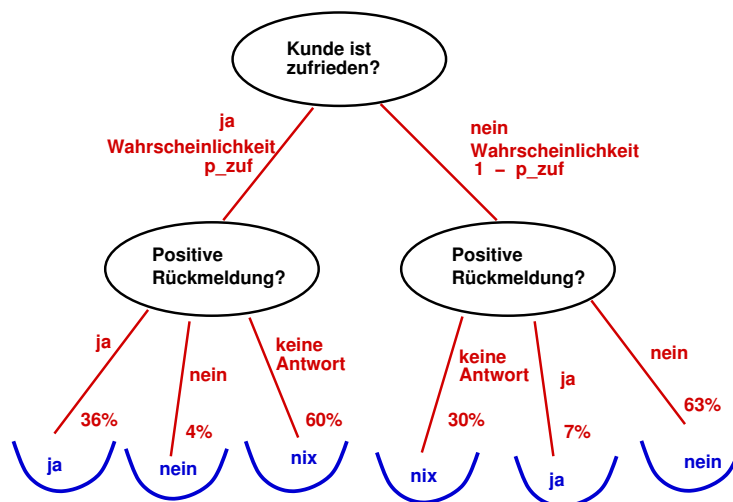 Kunde ist
zufrieden?
ja
Wahrscheinlichkeit
p_zuf
nein
Wahrscheinlichkeit
1 – p_zuf
Positive
Rückmeldung?
Positive
Rückmeldung?
ja
nein
keine
Antwort
keine
Antwort
ja
nein
36%
4%
60%
30%
7%
63%
ja
nein
nix
nix
ja
nein